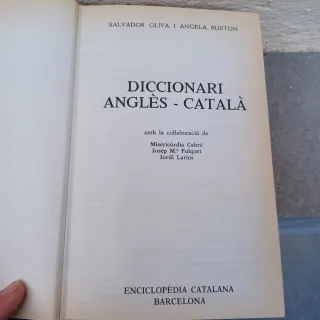 SALVADOR OLIVA I ANGELA BUXTON
DICCIONARI
ANGLÈS - CATALÀ
amb la col·laboració de
Misericòrdia Cabré
Josep M.ª Fulquet
Jordi Larios
ENCICLOPÈDIA CATALANA
BARCELONA